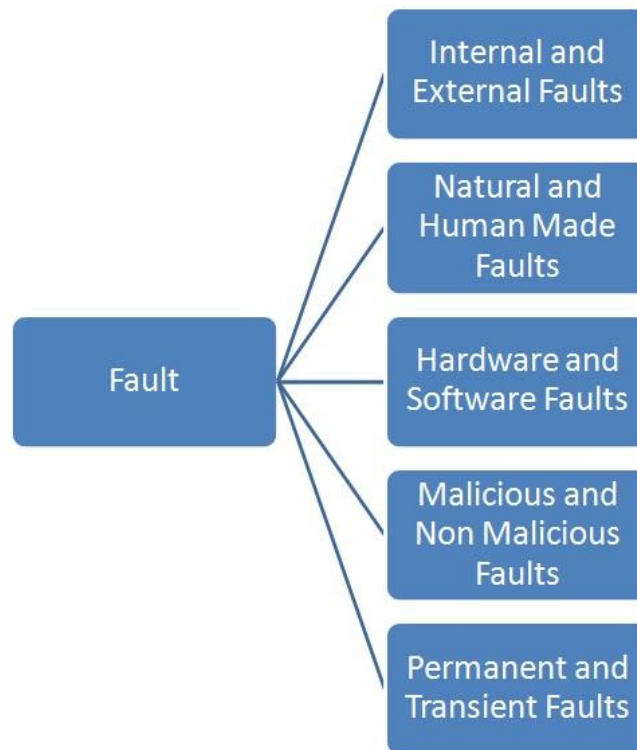 Internal and
External Faults
Natural and
Human Made
Faults
Fault
Hardware and
Software Faults
Malicious and
Non Malicious
Faults
Permanent and
Transient Faults